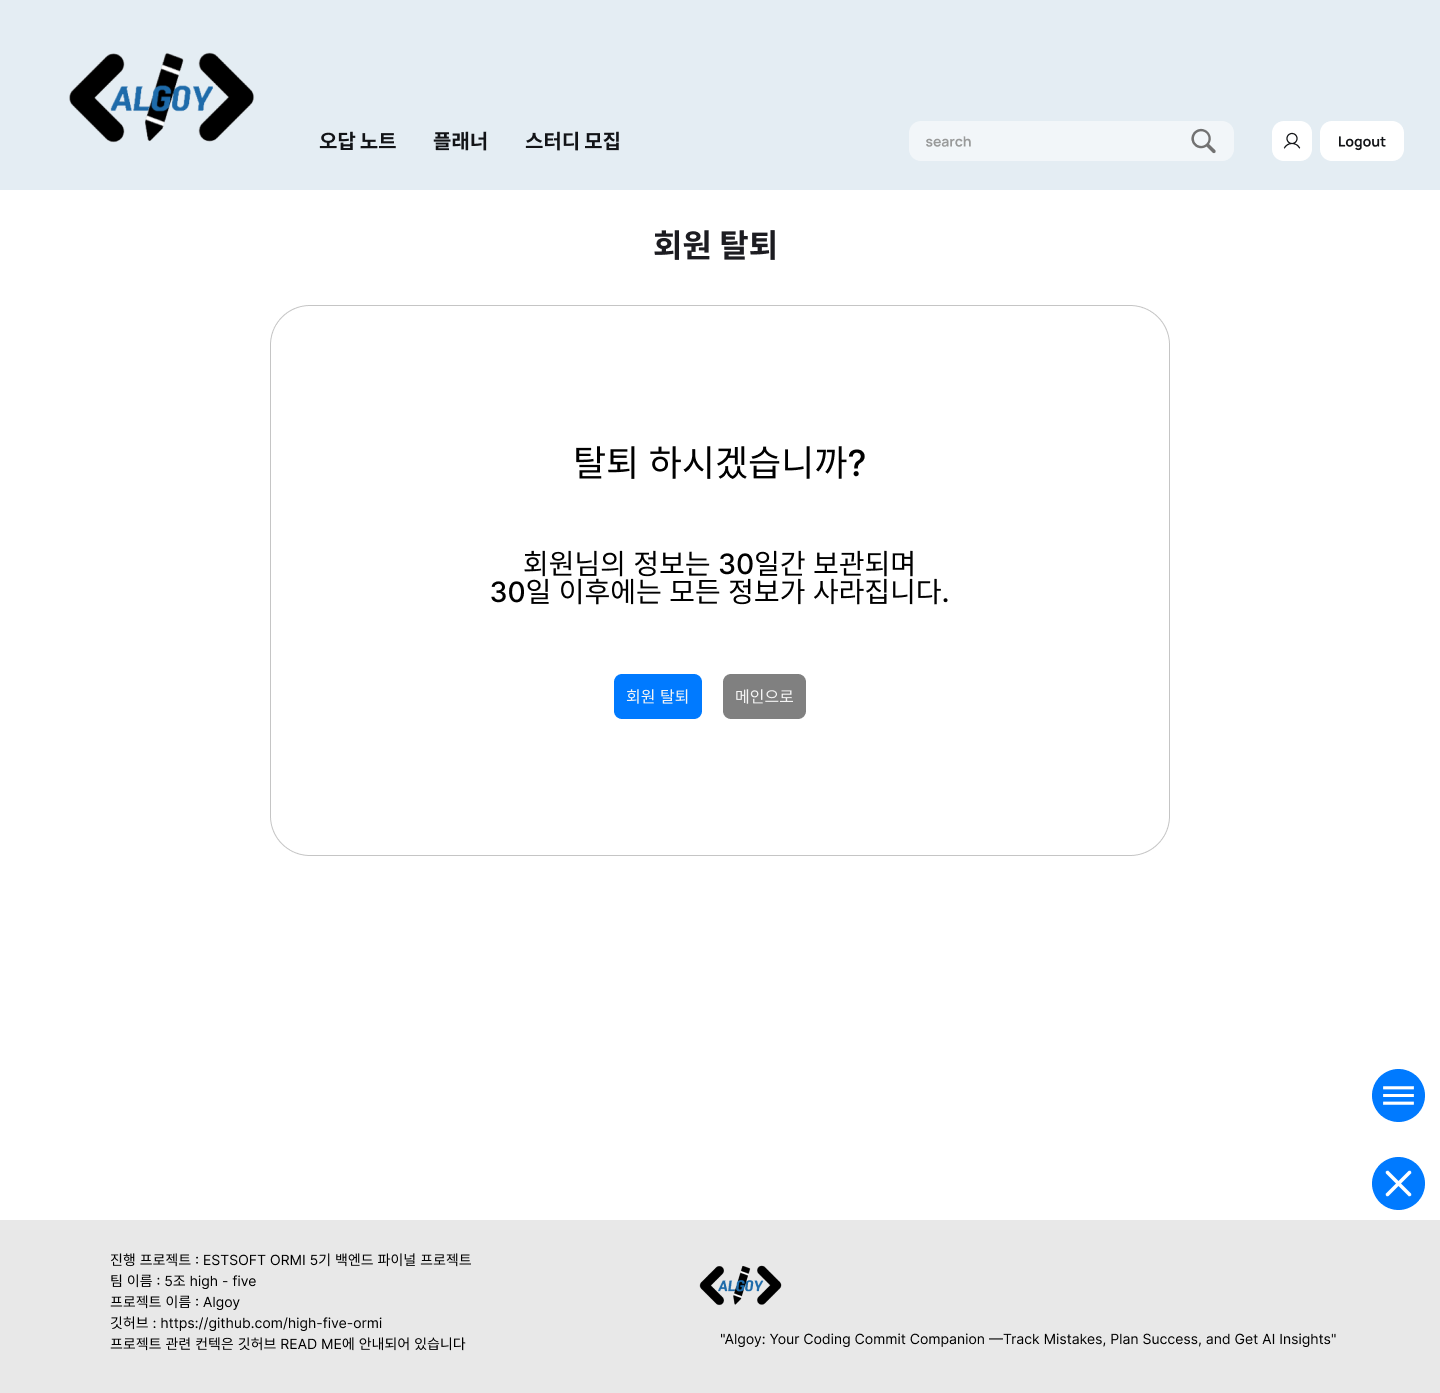 ALGOY
오답 노트
플래너
스터디 모집
search
Logout
회원 탈퇴
탈퇴 하시겠습니까?
회원님의 정보는 30일간 보관되며
30일 이후에는 모든 정보가 사라집니다.
회원 탈퇴
메인으로
진행 프로젝트 : ESTSOFT ORMI 5기 백엔드 파이널 프로젝트
팀 이름 : 5조 high - five
프로젝트 이름 : Algoy
깃허브 : https://github.com/high-five-ormi
프로젝트 관련 컨텍은 깃허브 READ ME에 안내되어 있습니다
ALGOY
"Algoy: Your Coding Commit Companion —Track Mistakes, Plan Success, and Get AI Insights"